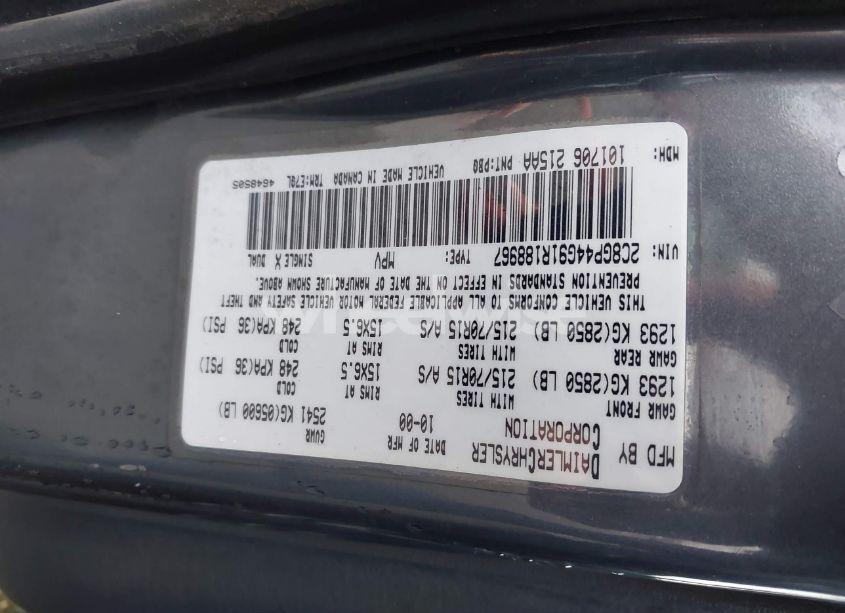 MFD BY DAIMLERCHRYSLER CORPORATION DATE OF MFR 10-00 GVWR 2541 KG(05600 LB)
GAWR FRONT WITH TIRES RIMS AT COLD
1293 KG(2850 LB) 215/70R15 A/S 15X6.5 248 KPA(36 PSI)
GAWR REAR WITH TIRES RIMS AT COLD
1293 KG(2850 LB) 215/70R15 A/S 15X6.5 248 KPA(36 PSI)
THIS VEHICLE CONFORMS TO ALL APPLICABLE FEDERAL MOTOR VEHICLE SAFETY AND THEFT
PREVENTION STANDARDS IN EFFECT ON THE DATE OF MANUFACTURE SHOWN ABOVE.
VIN: 2C8GP44G91R188967 TYPE: MPV SINGLE X DUAL
MDH: 101706 215AA PNT:PB8 VEHICLE MADE IN CANADA TRM:E7QL 4648505